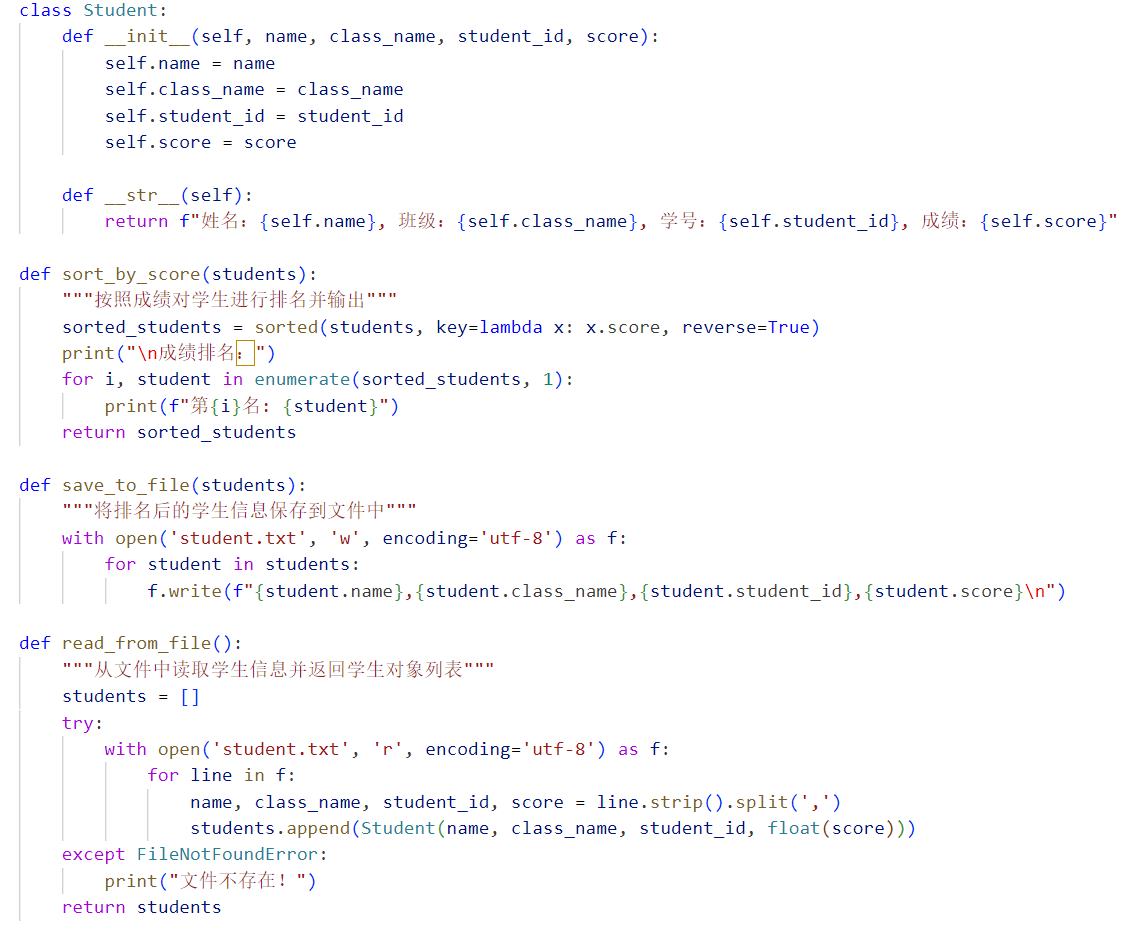 class Student:
    def __init__(self, name, class_name, student_id, score):
        self.name = name
        self.class_name = class_name
        self.student_id = student_id
        self.score = score

    def __str__(self):
        return f"姓名：{self.name}, 班级：{self.class_name}, 学号：{self.student_id}, 成绩：{self.score}"

def sort_by_score(students):
    """按照成绩对学生进行排名并输出"""
    sorted_students = sorted(students, key=lambda x: x.score, reverse=True)
    print("\n成绩排名：")
    for i, student in enumerate(sorted_students, 1):
        print(f"第{i}名: {student}")
    return sorted_students

def save_to_file(students):
    """将排名后的学生信息保存到文件中"""
    with open('student.txt', 'w', encoding='utf-8') as f:
        for student in students:
            f.write(f"{student.name},{student.class_name},{student.student_id},{student.score}\n")

def read_from_file():
    """从文件中读取学生信息并返回学生对象列表"""
    students = []
    try:
        with open('student.txt', 'r', encoding='utf-8') as f:
            for line in f:
                name, class_name, student_id, score = line.strip().split(',')
                students.append(Student(name, class_name, student_id, float(score)))
    except FileNotFoundError:
        print("文件不存在！")
    return students